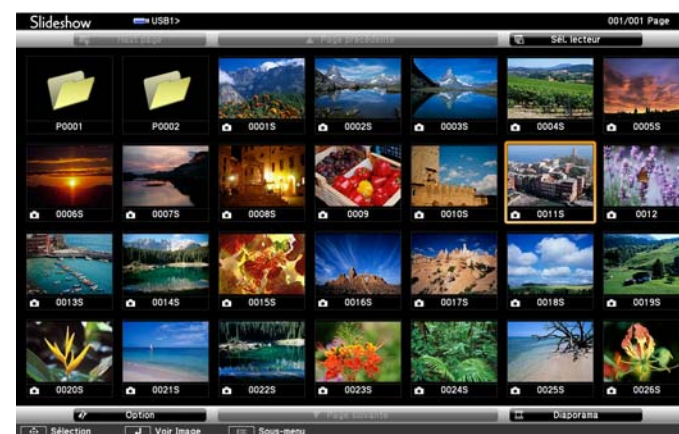 Slideshow USB1> 001/001 Page
Haut page Page précédente Sél. lecteur
P0001 P0002 0001S 0002S 0003S 0004S 0005S
0006S 0007S 0008S 0009 0010S 0011S 0012
0013S 0014S 0015S 0016S 0017S 0018S 0019S
0020S 0021S 0022S 0023S 0024S 0025S 0026S
Option Page suivante Diaporama
Sélection Voir Image Sous-menu